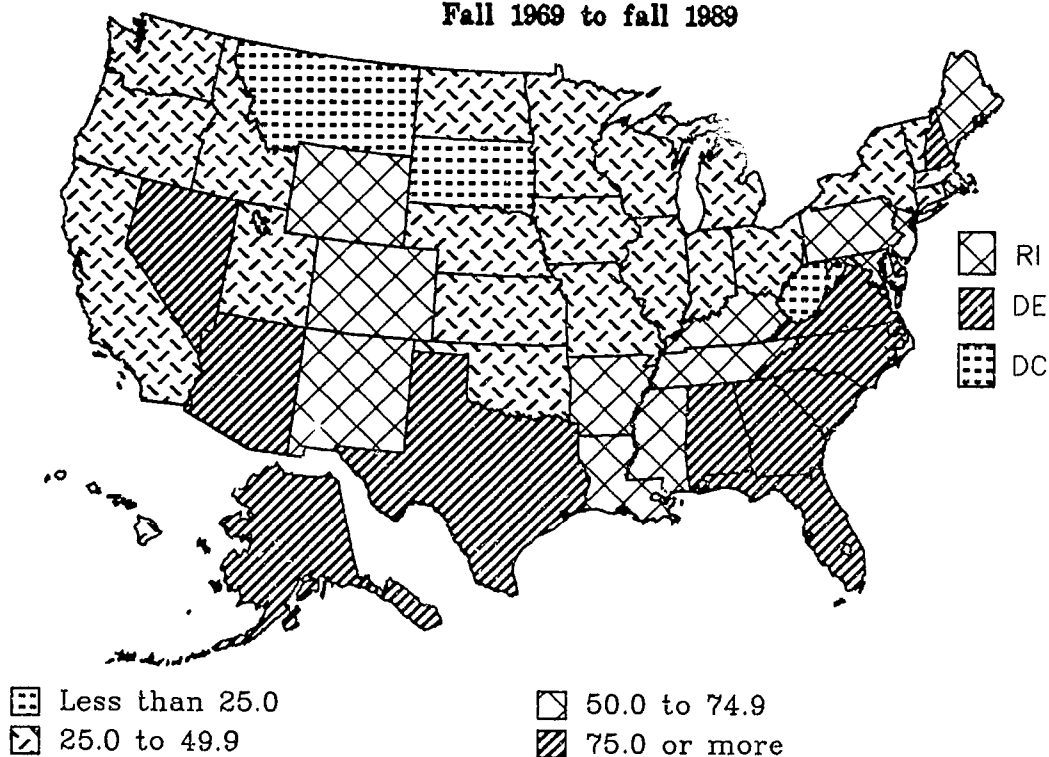 Fall 1969 to fall 1989
RI
DE
DC
Less than 25.0
25.0 to 49.9
50.0 to 74.9
75.0 or more